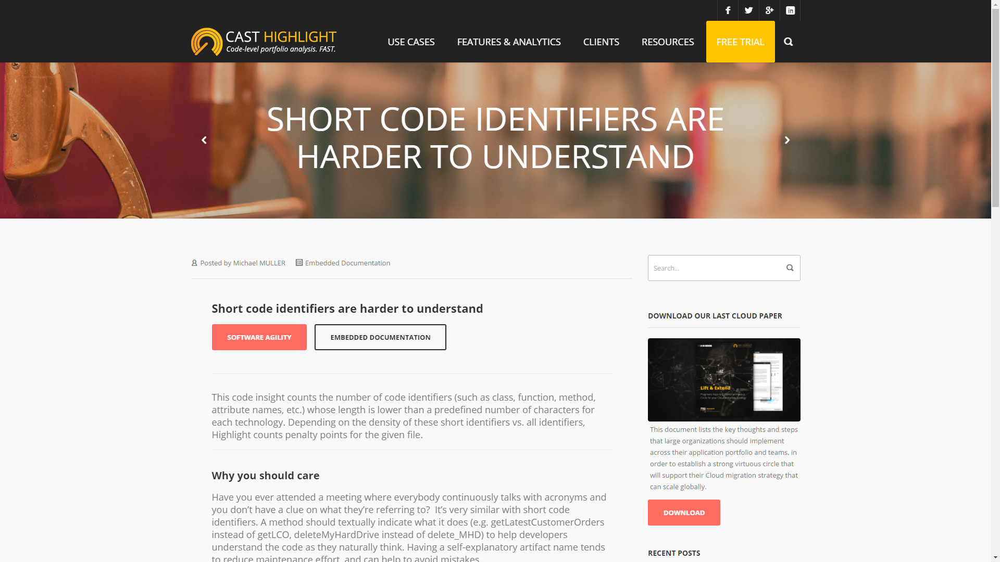 CAST HIGHLIGHT
Code-level portfolio analysis. FAST.
USE CASES
FEATURES & ANALYTICS
CLIENTS
RESOURCES
FREE TRIAL
SHORT CODE IDENTIFIERS ARE
HARDER TO UNDERSTAND
Posted by Michael MULLER
Embedded Documentation
Short code identifiers are harder to understand
SOFTWARE AGILITY
EMBEDDED DOCUMENTATION
This code insight counts the number of code identifiers (such as class, function, method,
attribute names, etc.) whose length is lower than a predefined number of characters for
each technology. Depending on the density of these short identifiers vs. all identifiers,
Highlight counts penalty points for the given file.
Why you should care
Have you ever attended a meeting where everybody continuously talks with acronyms and
you don’t have a clue on what they’re referring to?  It’s very similar with short code
identifiers. A method should textually indicate what it does (e.g. getLatestCustomerOrders
instead of getLCO, deleteMyHardDrive instead of delete_MHD) to help developers
understand the code as they naturally think. Having a self-explanatory artifact name tends
to reduce maintenance effort, and can help to avoid mistakes.
Search...
DOWNLOAD OUR LAST CLOUD PAPER
Lift & Extend
This document lists the key thoughts and steps
that large organizations should implement
across their application portfolio and teams, in
order to establish a strong virtuous circle that
will support their Cloud migration strategy that
can scale globally.
DOWNLOAD
RECENT POSTS